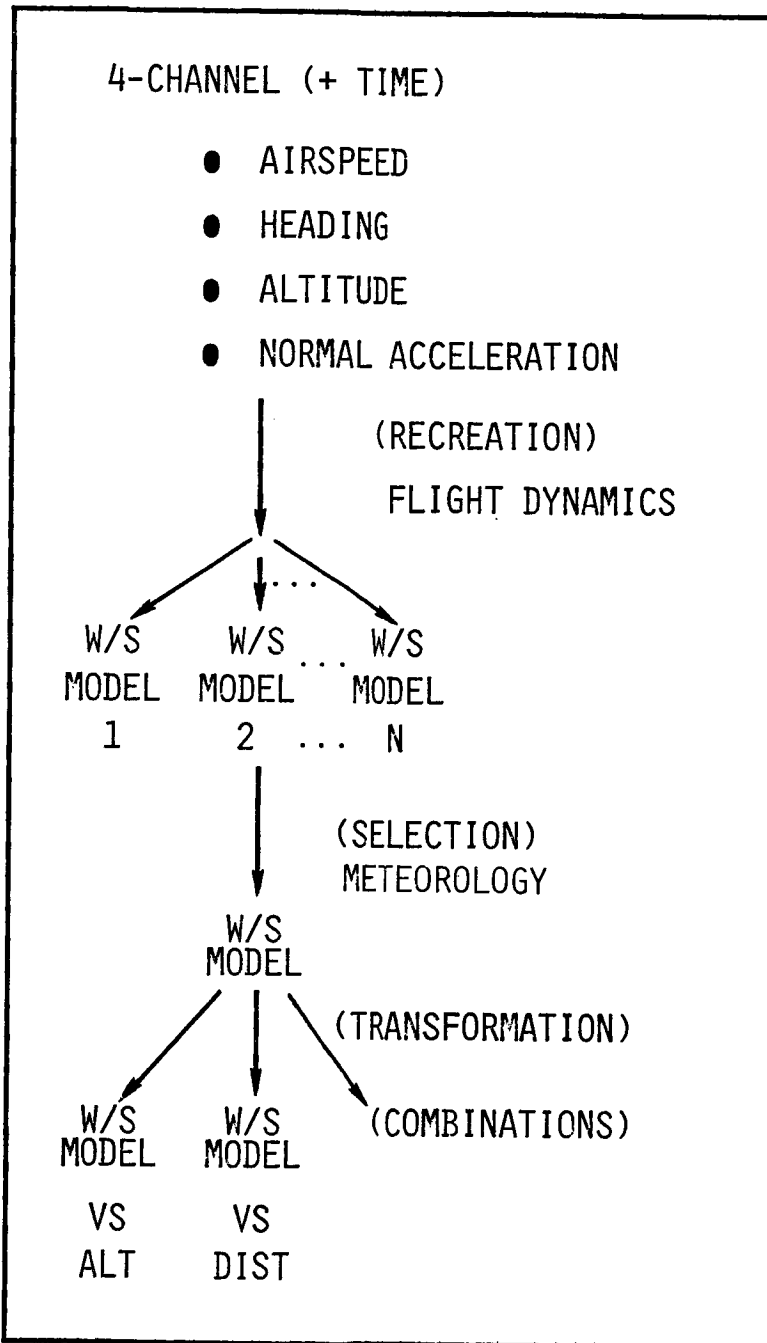 4-CHANNEL (+ TIME)
● AIRSPEED
● HEADING
● ALTITUDE
● NORMAL ACCELERATION
(RECREATION)
FLIGHT DYNAMICS
...
W/S W/S W/S
...
MODEL MODEL MODEL
1 2 ... N
(SELECTION)
METEOROLOGY
W/S
MODEL
(TRANSFORMATION)
W/S W/S (COMBINATIONS)
MODEL MODEL
VS VS
ALT DIST